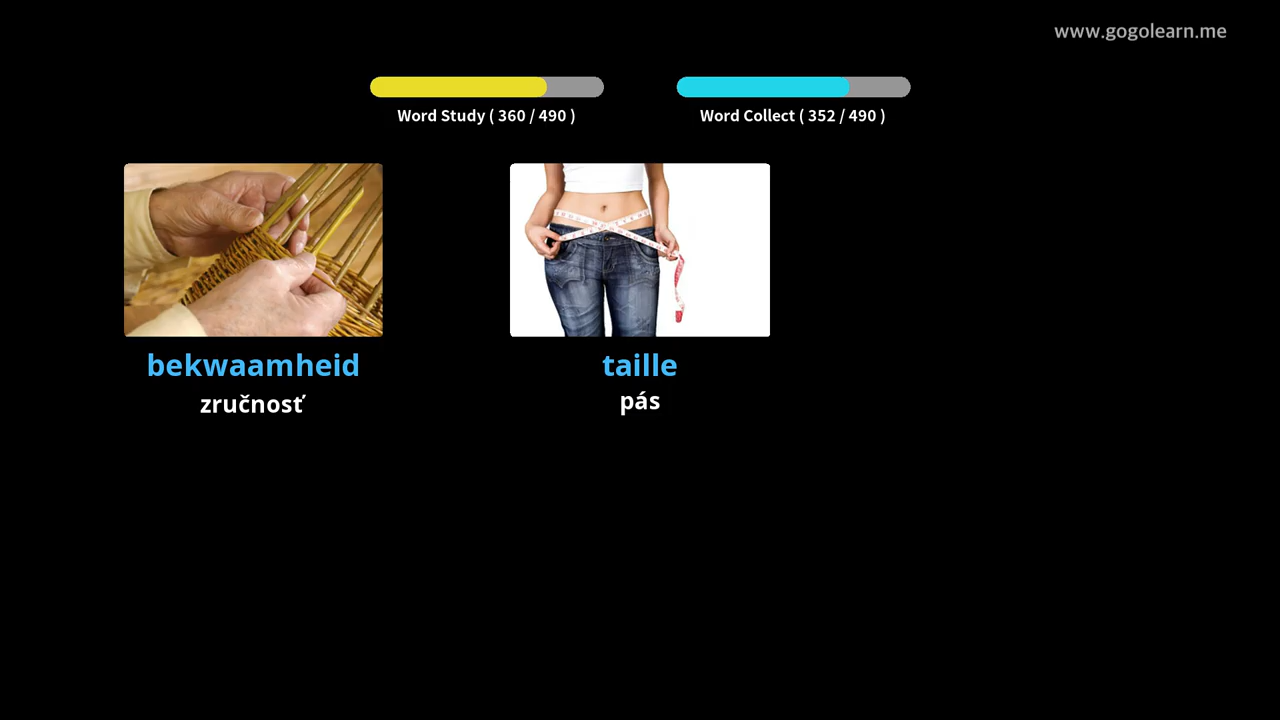 www.gogolearn.me
Word Study ( 360 / 490 )
Word Collect ( 352 / 490 )
bekwaamheid
zručnosť
taille
pás